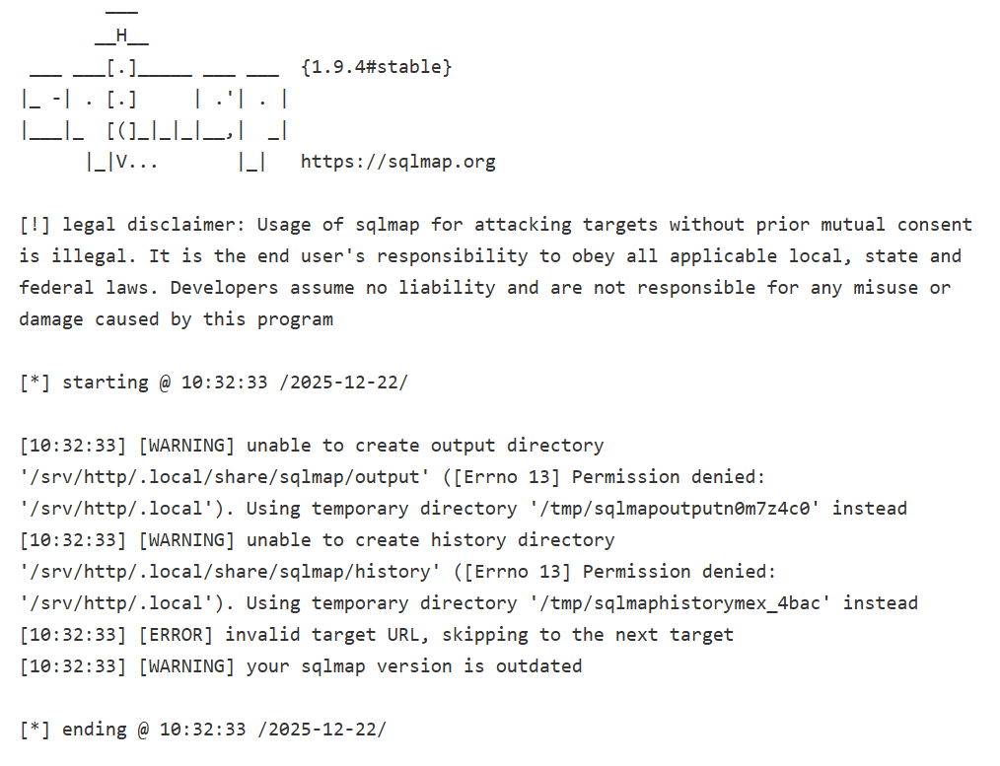 ___
       __H__
 ___ ___[.]_____ ___ ___  {1.9.4#stable}
|_ -| . [.]     | .'| . |
|___|_  [(]_|_|_|__,|  _|
      |_|V...       |_|   https://sqlmap.org

[!] legal disclaimer: Usage of sqlmap for attacking targets without prior mutual consent
is illegal. It is the end user's responsibility to obey all applicable local, state and
federal laws. Developers assume no liability and are not responsible for any misuse or
damage caused by this program

[*] starting @ 10:32:33 /2025-12-22/

[10:32:33] [WARNING] unable to create output directory
'/srv/http/.local/share/sqlmap/output' ([Errno 13] Permission denied:
'/srv/http/.local'). Using temporary directory '/tmp/sqlmapoutputn0m7z4c0' instead
[10:32:33] [WARNING] unable to create history directory
'/srv/http/.local/share/sqlmap/history' ([Errno 13] Permission denied:
'/srv/http/.local'). Using temporary directory '/tmp/sqlmaphistorymex_4bac' instead
[10:32:33] [ERROR] invalid target URL, skipping to the next target
[10:32:33] [WARNING] your sqlmap version is outdated

[*] ending @ 10:32:33 /2025-12-22/